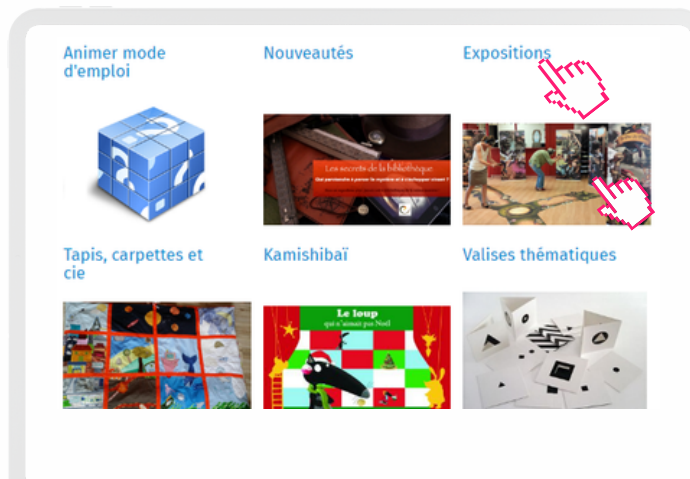 Animer mode
d'emploi
Nouveautés
Expositions
Les secrets de la bibliothèque
Tapis, carpettes et
cie
Kamishibaï
Valises thématiques
Le loup
qui n'aimait pas Noël